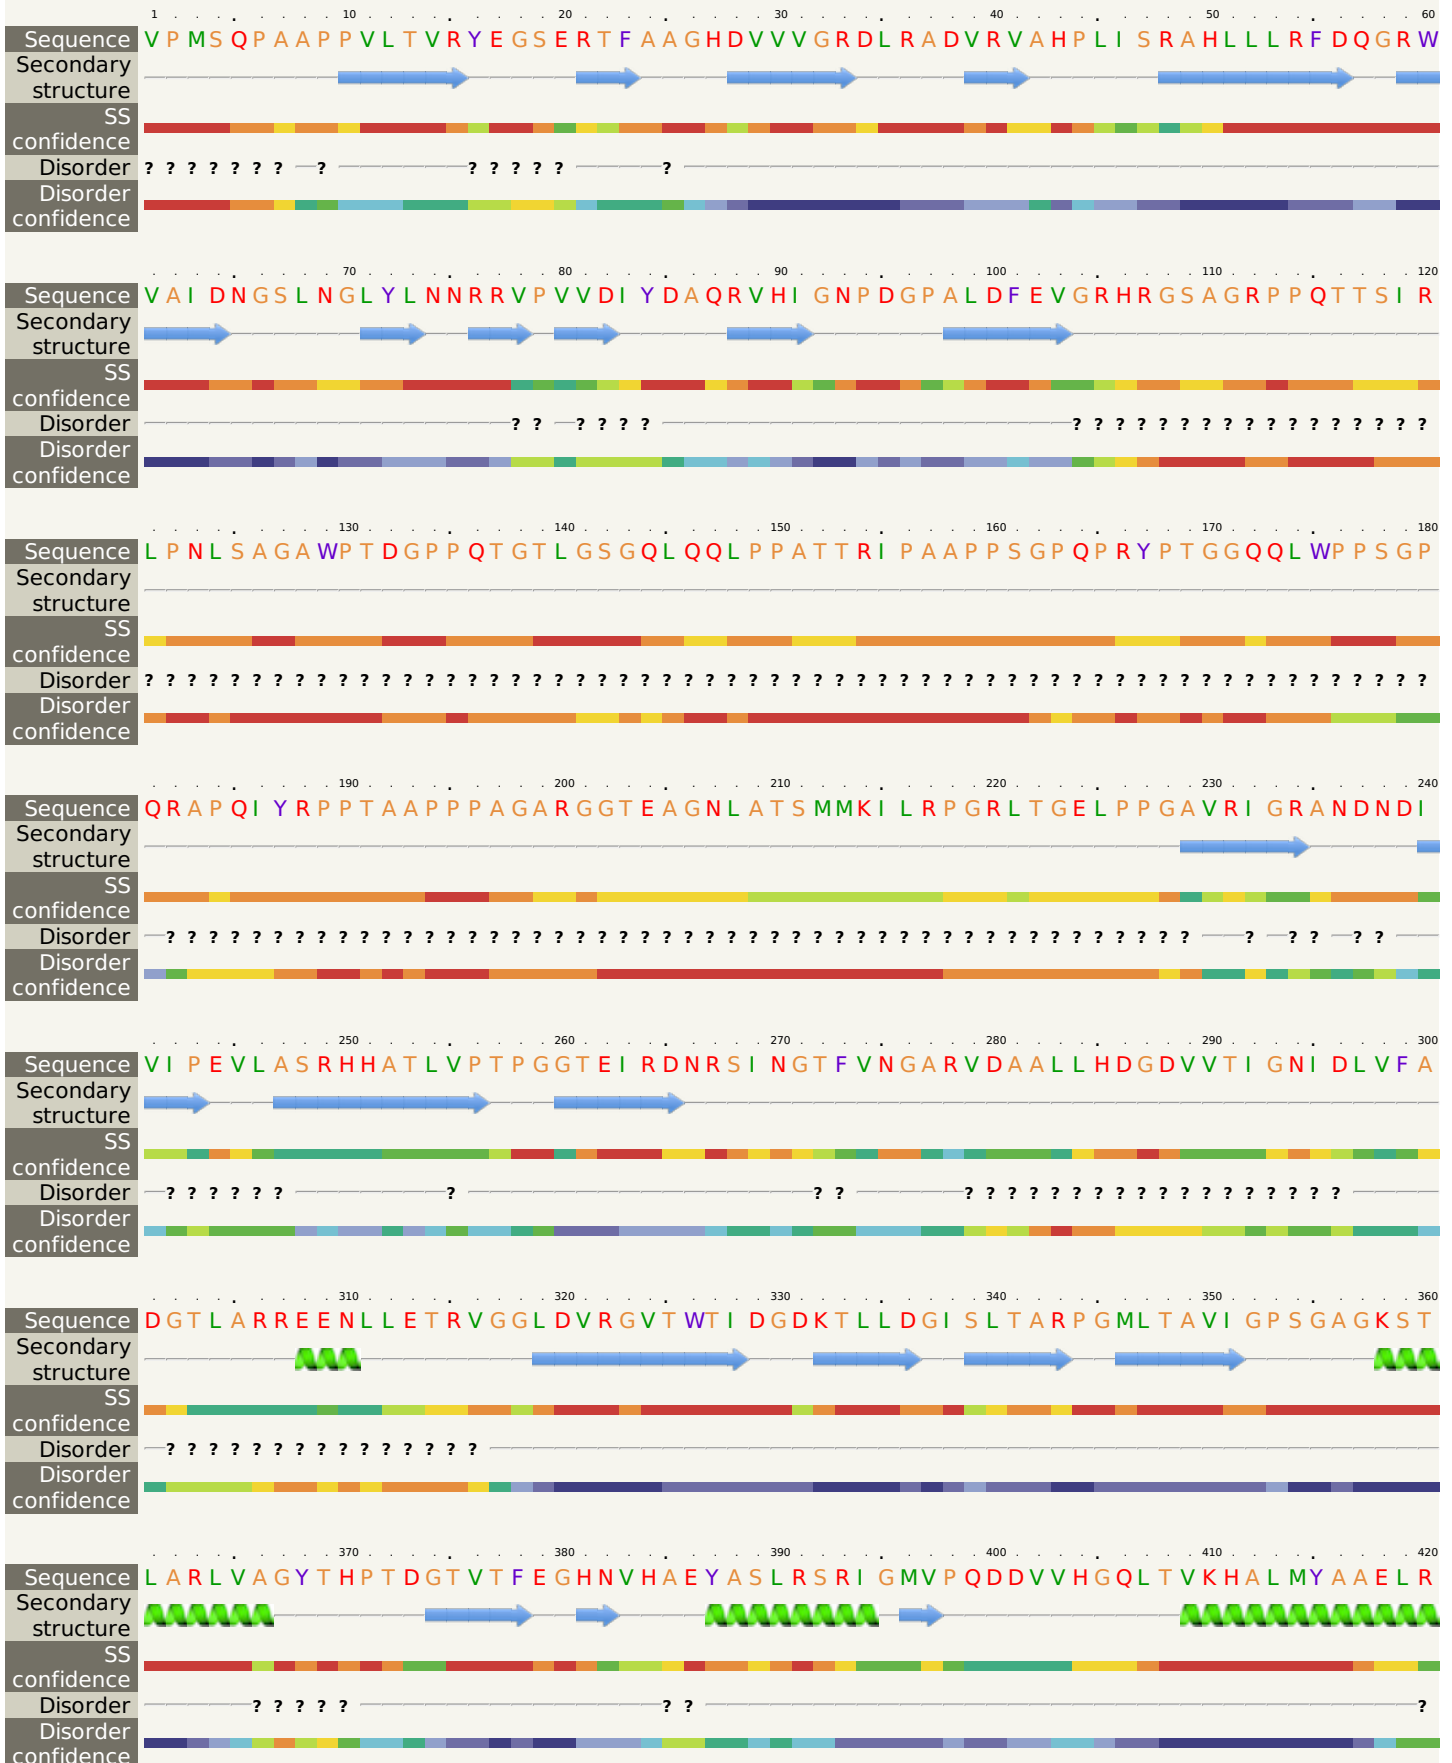 1 10 20 30 40 50 60
Sequence V P M S Q P A A P P V L T V R Y E G S E R T F A A G H D V V V G R D L R A D V R V A H P L I S R A H L L L R F D Q G R W
Secondary
structure
SS
confidence
Disorder ? ? ? ? ? ? ? ? ? ? ? ? ? ?
Disorder
confidence
70 80 90 100 110 120
Sequence V A I D N G S L N G L Y L N N R R V P V V D I Y D A Q R V H I G N P D G P A L D F E V G R H R G S A G R P P Q T T S I R
Secondary
structure
SS
confidence
Disorder ? ? ? ? ? ? ? ? ? ? ? ? ? ? ? ? ? ? ? ? ? ? ?
Disorder
confidence
130 140 150 160 170 180
Sequence L P N L S A G A W P T D G P P Q T G T L G S G Q L Q Q L P P A T T R I P A A P P S G P Q P R Y P T G G Q Q L W P P S G P
Secondary
structure
SS
confidence
Disorder ? ? ? ? ? ? ? ? ? ? ? ? ? ? ? ? ? ? ? ? ? ? ? ? ? ? ? ? ? ? ? ? ? ? ? ? ? ? ? ? ? ? ? ? ? ? ? ? ? ? ? ? ? ? ? ? ? ? ? ?
Disorder
confidence
190 200 210 220 230 240
Sequence Q R A P Q I Y R P P T A A P P P A G A R G G T E A G N L A T S M M K I L R P G R L T G E L P P G A V R I G R A N D N D I
Secondary
structure
SS
confidence
Disorder ? ? ? ? ? ? ? ? ? ? ? ? ? ? ? ? ? ? ? ? ? ? ? ? ? ? ? ? ? ? ? ? ? ? ? ? ? ? ? ? ? ? ? ? ? ? ? ? ? ? ? ? ?
Disorder
confidence
250 260 270 280 290 300
Sequence V I P E V L A S R H H A T L V P T P G G T E I R D N R S I N G T F V N G A R V D A A L L H D G D V V T I G N I D L V F A
Secondary
structure
SS
confidence
Disorder ? ? ? ? ? ? ? ? ? ? ? ? ? ? ? ? ? ? ? ? ? ? ? ? ? ? ?
Disorder
confidence
310 320 330 340 350 360
Sequence D G T L A R R E E N L L E T R V G G L D V R G V T W T I D G D K T L L D G I S L T A R P G M L T A V I G P S G A G K S T
Secondary
structure
SS
confidence
Disorder ? ? ? ? ? ? ? ? ? ? ? ? ? ? ?
Disorder
confidence
370 380 390 400 410 420
Sequence L A R L V A G Y T H P T D G T V T F E G H N V H A E Y A S L R S R I G M V P Q D D V V H G Q L T V K H A L M Y A A E L R
Secondary
structure
SS
confidence
Disorder ? ? ? ? ? ? ? ?
Disorder
confidence